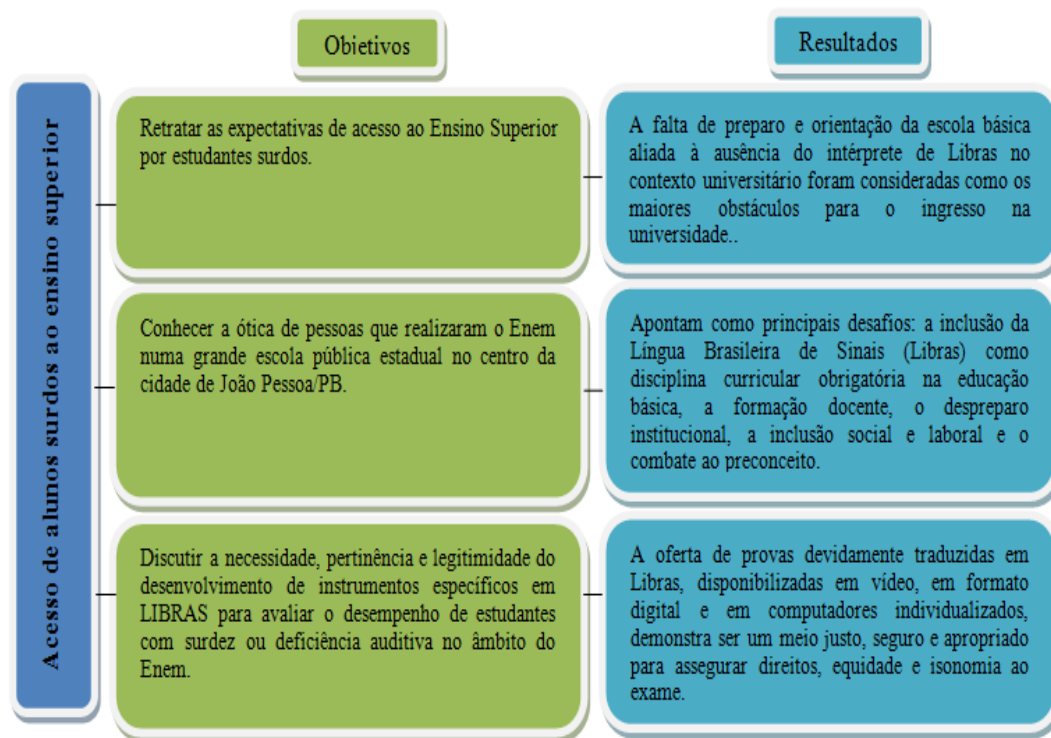 Objetivos
Resultados
Acesso de alunos surdos ao ensino superior
Retratar as expectativas de acesso ao Ensino Superior
por estudantes surdos.
A falta de preparo e orientação da escola básica
aliada à ausência do intérprete de Libras no
contexto universitário foram consideradas como os
maiores obstáculos para o ingresso na
universidade..
Conhecer a ótica de pessoas que realizaram o Enem
numa grande escola pública estadual no centro da
cidade de João Pessoa/PB.
Apontam como principais desafios: a inclusão da
Língua Brasileira de Sinais (Libras) como
disciplina curricular obrigatória na educação
básica, a formação docente, o despreparo
institucional, a inclusão social e laboral e o
combate ao preconceito.
Discutir a necessidade, pertinência e legitimidade do
desenvolvimento de instrumentos específicos em
LIBRAS para avaliar o desempenho de estudantes
com surdez ou deficiência auditiva no âmbito do
Enem.
A oferta de provas devidamente traduzidas em
Libras, disponibilizadas em vídeo, em formato
digital e em computadores individualizados,
demonstra ser um meio justo, seguro e apropriado
para assegurar direitos, equidade e isonomia ao
exame.